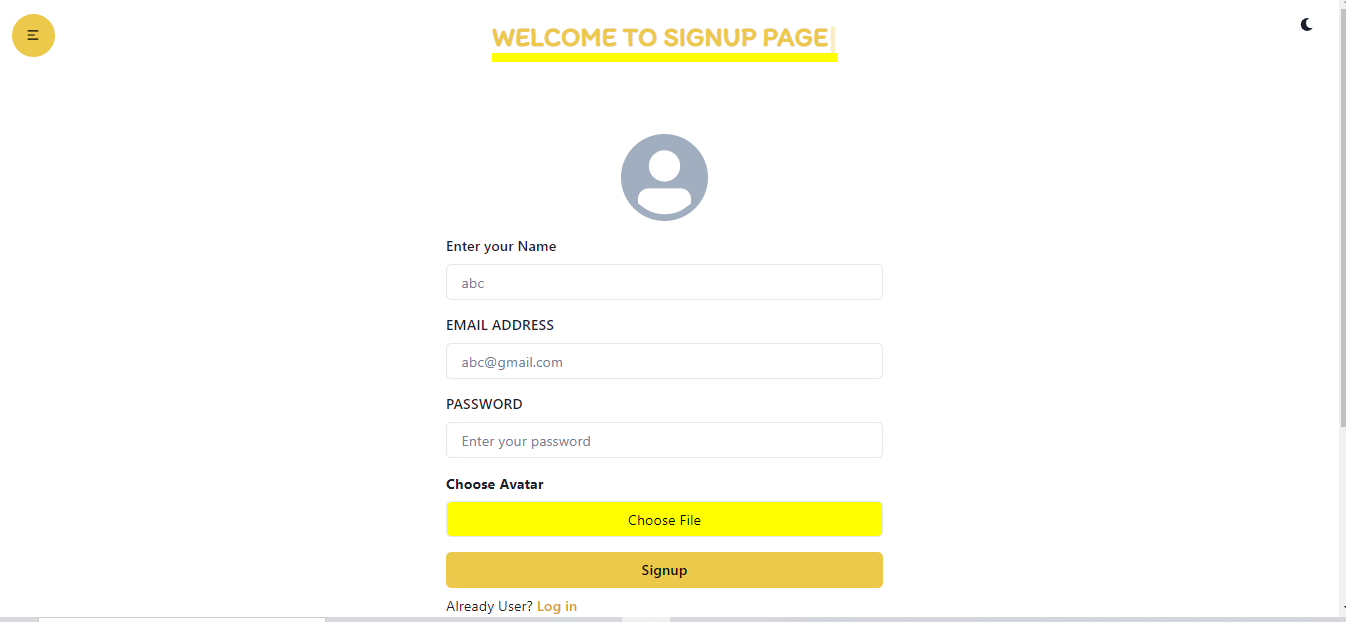 WELCOME TO SIGNUP PAGE
Enter your Name
abc
EMAIL ADDRESS
abc@gmail.com
PASSWORD
Enter your password
Choose Avatar
Choose File
Signup
Already User? Log in